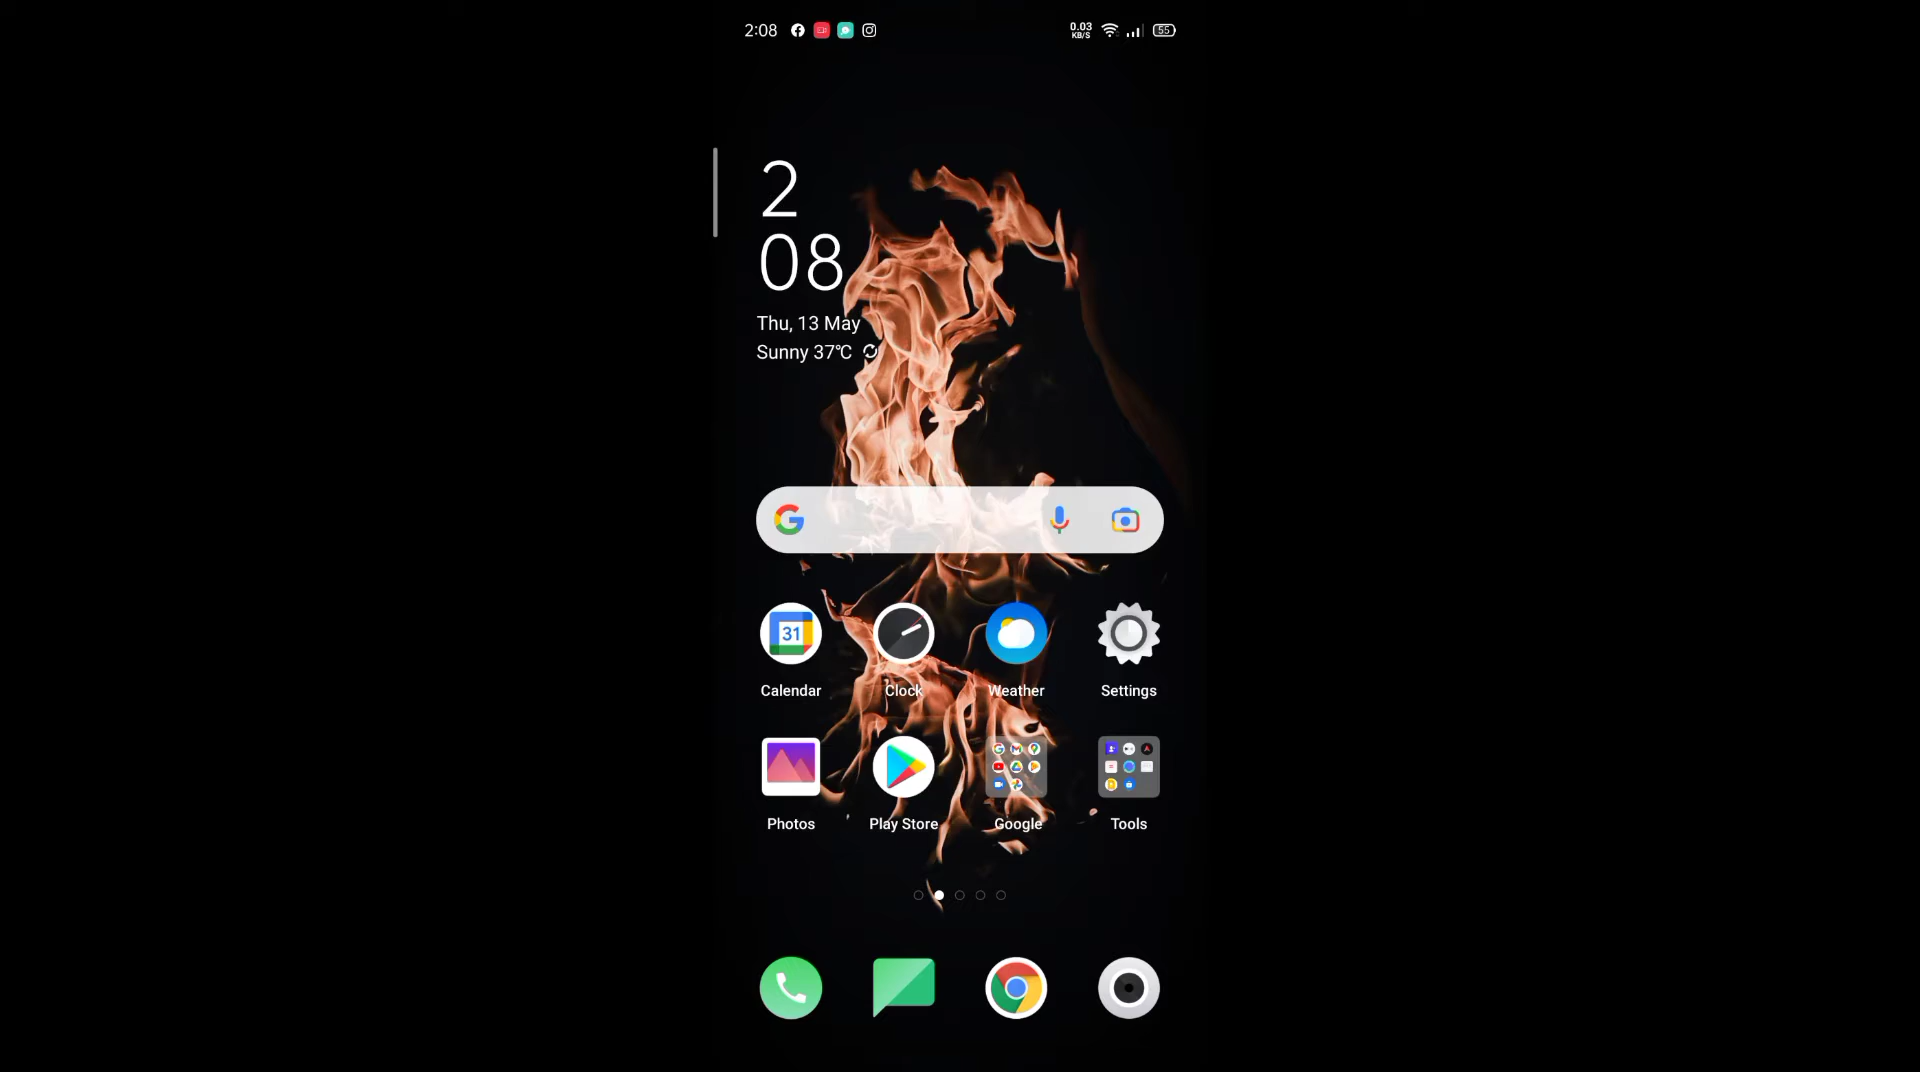 2:08
0.03
KB/S
55
2
08
Thu, 13 May
Sunny 37℃
31
Calendar
Clock
Weather
Settings
Photos
Play Store
Google
Tools